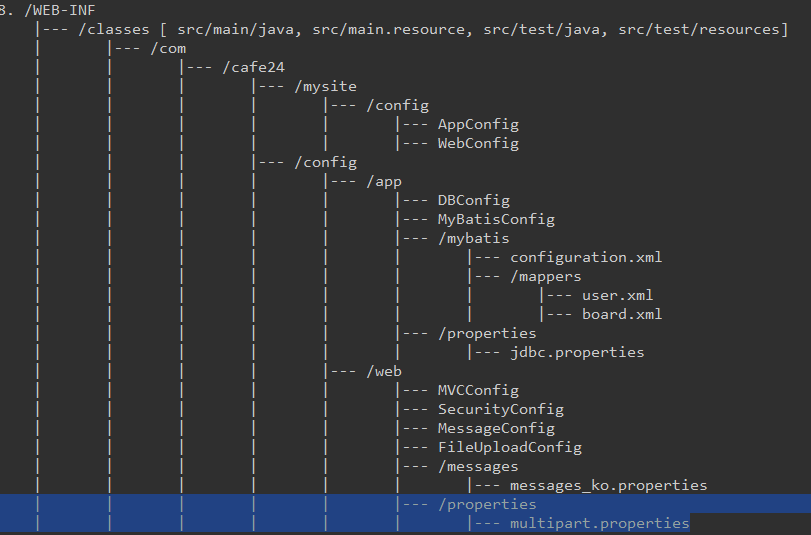 8. /WEB-INF
|--- /classes [ src/main/java, src/main.resource, src/test/java, src/test/resources]
| |--- /com
| | |--- /cafe24
| | | |--- /mysite
| | | | |--- /config
| | | | | |--- AppConfig
| | | | | |--- WebConfig
| | | |--- /config
| | | | |--- /app
| | | | | |--- DBConfig
| | | | | |--- MyBatisConfig
| | | | | |--- /mybatis
| | | | | | |--- configuration.xml
| | | | | | |--- /mappers
| | | | | | | |--- user.xml
| | | | | | | |--- board.xml
| | | | | |--- /properties
| | | | | | |--- jdbc.properties
| | | | |--- /web
| | | | | |--- MVCConfig
| | | | | |--- SecurityConfig
| | | | | |--- MessageConfig
| | | | | |--- FileUploadConfig
| | | | | |--- /messages
| | | | | | |--- messages_ko.properties
| | | | | |--- /properties
| | | | | | |--- multipart.properties